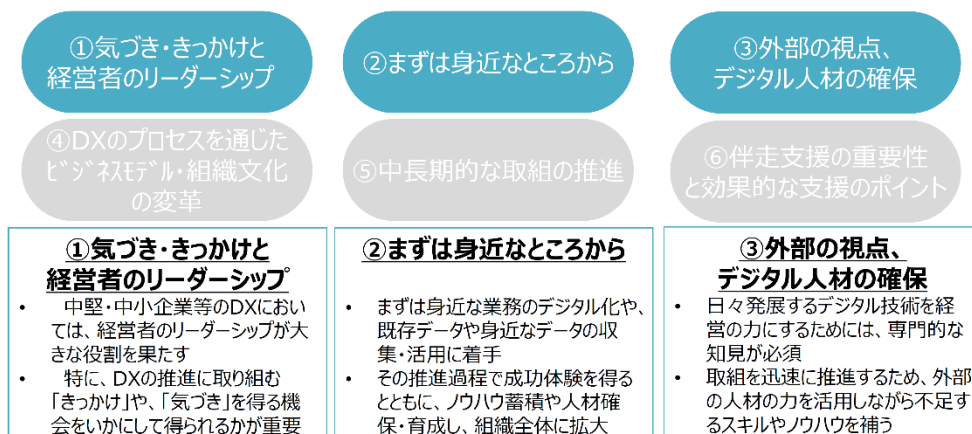 ①気づき・きっかけと
経営者のリーダーシップ
②まずは身近なところから
③外部の視点、
デジタル人材の確保
④DXのプロセスを通じた
ビジネスモデル・組織文化
の変革
⑤中長期的な取組の推進
⑥伴走支援の重要性
と効果的な支援のポイント
①気づき・きっかけと
経営者のリーダーシップ
• 中堅・中小企業等のDXにおい
ては、経営者のリーダーシップが大
きな役割を果たす
• 特に、DXの推進に取り組む
「きっかけ」や、「気づき」を得る機
会をいかにして得られるかが重要
②まずは身近なところから
• まずは身近な業務のデジタル化や、
既存データや身近なデータの収
集・活用に着手
• その推進過程で成功体験を得る
とともに、ノウハウ蓄積や人材確
保・育成し、組織全体に拡大
③外部の視点、
デジタル人材の確保
• 日々発展するデジタル技術を経
営の力にするためには、専門的な
知見が必須
• 取組を迅速に推進するため、外部
の人材の力を活用しながら不足す
るスキルやノウハウを補う